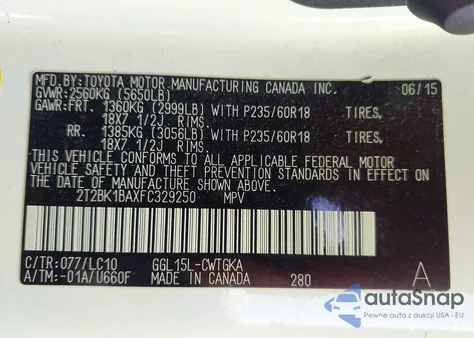 MFD.BY:TOYOTA MOTOR MANUFACTURING CANADA INC. 06/15
GVWR:2560KG (5650LB)
GAWR:FRT. 1360KG (2999LB) WITH P235/60R18 TIRES,
18X7 1/2J RIMS.
RR. 1385KG (3056LB) WITH P235/60R18 TIRES,
18X7 1/2J RIMS.
THIS VEHICLE CONFORMS TO ALL APPLICABLE FEDERAL MOTOR
VEHICLE SAFETY AND THEFT PREVENTION STANDARDS IN EFFECT ON
THE DATE OF MANUFACTURE SHOWN ABOVE.
2T2BK1BAXFC329250 MPV
C/TR:077/LC10 GGL15L-CWTGKA A
A/TM:-01A/U660F MADE IN CANADA 280
autoSnap
Pewne auta z aukcji USA i EU